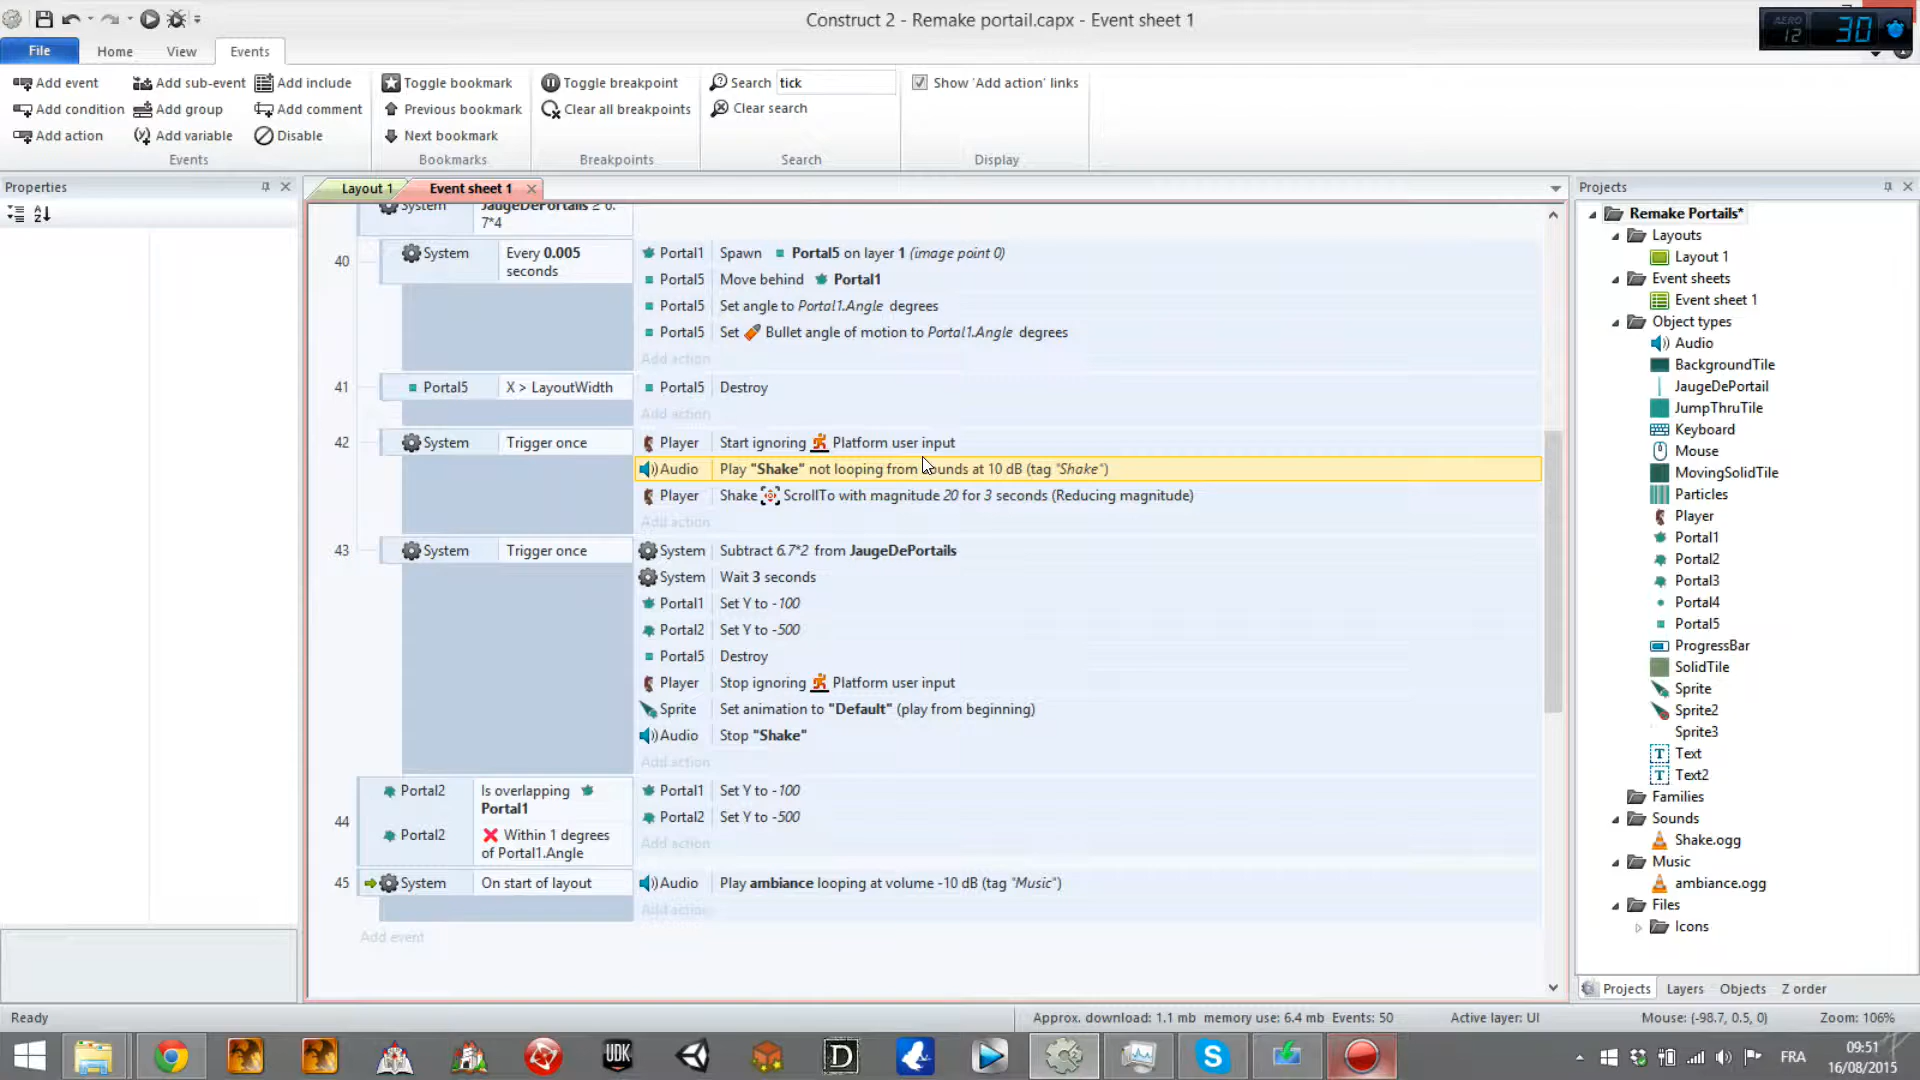 Construct 2 - Remake portail.capx - Event sheet 1
AERO
12
30
File
Home
View
Events
Add event
Add sub-event
Add include
Toggle bookmark
Toggle breakpoint
Search
tick
Show 'Add action' links
Add condition
Add group
Add comment
Previous bookmark
Clear all breakpoints
Clear search
Add action
Add variable
Disable
Next bookmark
Events
Bookmarks
Breakpoints
Search
Display
Properties
Layout 1
Event sheet 1
Projects
System
JaugeDePortails ≥ 6.
7*4
40
System
Every 0.005
seconds
Portal1
Spawn Portal5 on layer 1 (image point 0)
Portal5
Move behind Portal1
Portal5
Set angle to Portal1.Angle degrees
Portal5
Set Bullet angle of motion to Portal1.Angle degrees
Add action
41
Portal5
X > LayoutWidth
Portal5
Destroy
Add action
42
System
Trigger once
Player
Start ignoring Platform user input
Audio
Play "Shake" not looping from sounds at 10 dB (tag "Shake")
Player
Shake ScrollTo with magnitude 20 for 3 seconds (Reducing magnitude)
Add action
43
System
Trigger once
System
Subtract 6.7*2 from JaugeDePortails
System
Wait 3 seconds
Portal1
Set Y to -100
Portal2
Set Y to -500
Portal5
Destroy
Player
Stop ignoring Platform user input
Sprite
Set animation to "Default" (play from beginning)
Audio
Stop "Shake"
Add action
44
Portal2
Is overlapping
Portal1
Portal2
Within 1 degrees
of Portal1.Angle
Portal1
Set Y to -100
Portal2
Set Y to -500
Add action
45
System
On start of layout
Audio
Play ambiance looping at volume -10 dB (tag "Music")
Add action
Add event
Remake Portails*
Layouts
Layout 1
Event sheets
Event sheet 1
Object types
Audio
BackgroundTile
JaugeDePortail
JumpThruTile
Keyboard
Mouse
MovingSolidTile
Particles
Player
Portal1
Portal2
Portal3
Portal4
Portal5
ProgressBar
SolidTile
Sprite
Sprite2
Sprite3
Text
Text2
Families
Sounds
Shake.ogg
Music
ambiance.ogg
Files
Icons
Projects
Layers
Objects
Z order
Ready
Approx. download: 1.1 mb memory use: 6.4 mb Events: 50
Active layer: UI
Mouse: (-98.7, 0.5, 0)
Zoom: 106%
UDK
D
FRA
09:51
16/08/2015